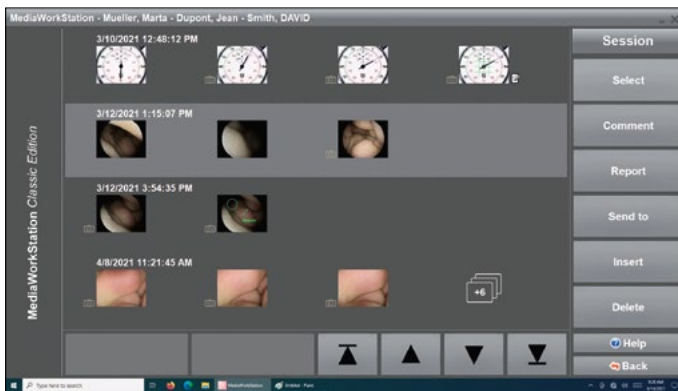 MediaWorkStation - Mueller, Marta - Dupont, Jean - Smith, DAVID
MediaWorkStation Classic Edition
3/10/2021 12:48:12 PM
3/12/2021 1:15:07 PM
3/12/2021 3:54:35 PM
4/8/2021 11:21:45 AM
+6
Session
Select
Comment
Report
Send to
Insert
Delete
Help
Back
Type here to search
MediaWorkStation